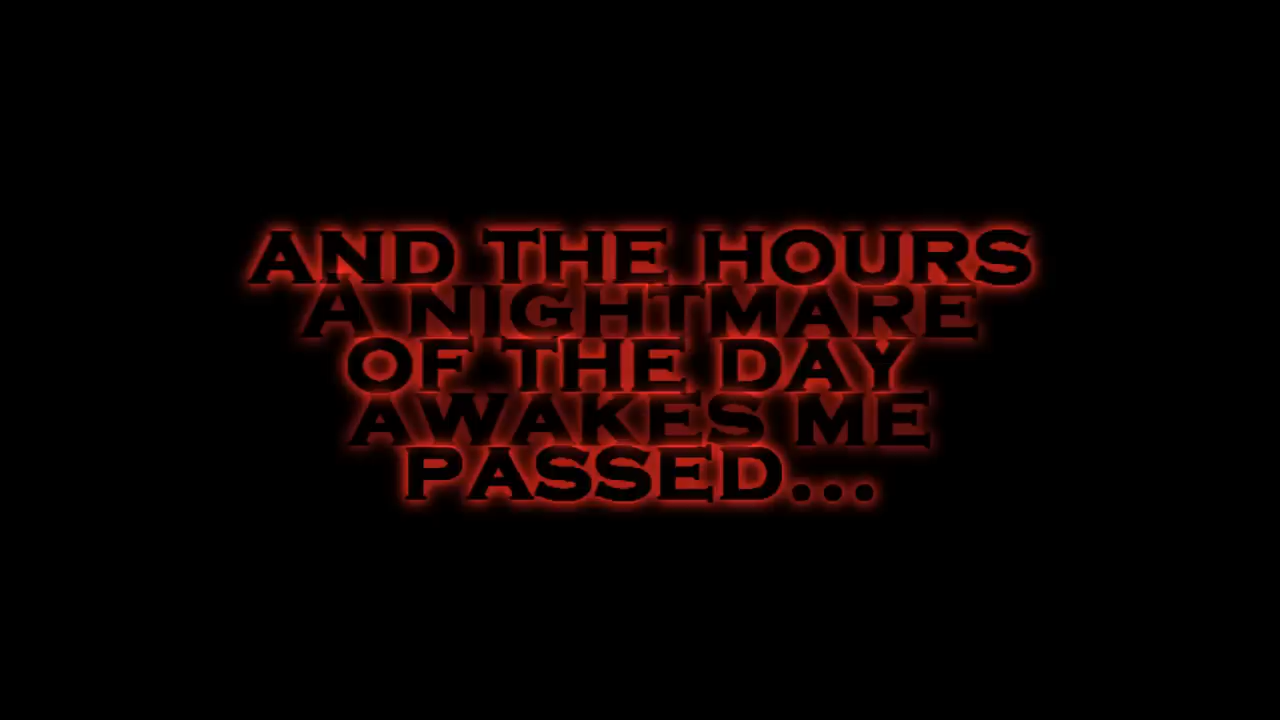 AND THE HOURS
A NIGHTMARE
OF THE DAY
AWAKES ME
PASSED...